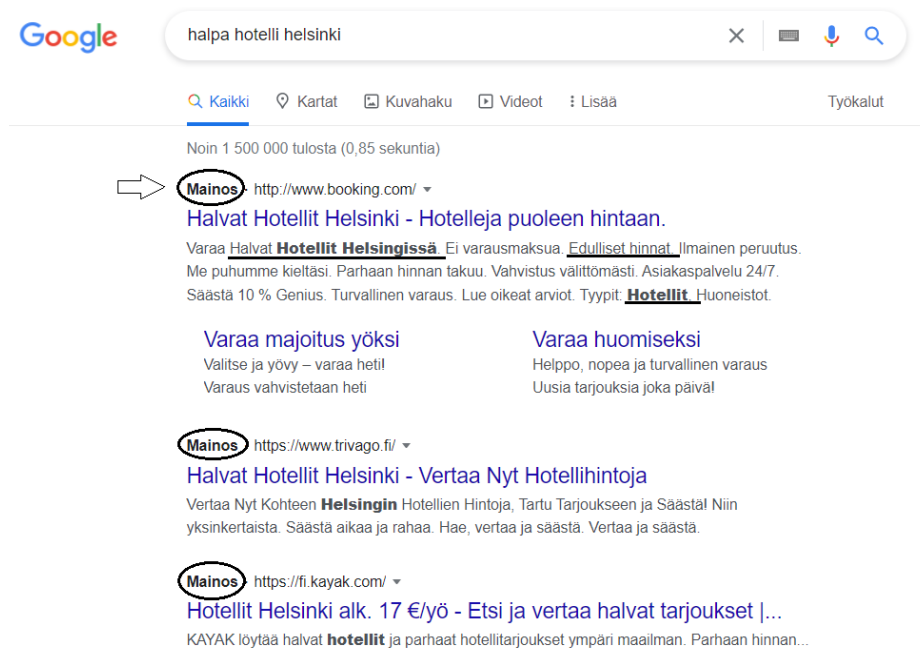 Google
halpa hotelli helsinki
Kaikki Kartat Kuvahaku Videot Lisää Työkalut
Noin 1 500 000 tulosta (0,85 sekuntia)
Mainos · http://www.booking.com/
Halvat Hotellit Helsinki - Hotelleja puoleen hintaan.
Varaa Halvat Hotellit Helsingissä. Ei varausmaksua. Edulliset hinnat. Ilmainen peruutus.
Me puhumme kieltäsi. Parhaan hinnan takuu. Vahvistus välittömästi. Asiakaspalvelu 24/7.
Säästä 10 % Genius. Turvallinen varaus. Lue oikeat arviot. Tyypit: Hotellit, Huoneistot.
Varaa majoitus yöksi
Valitse ja yövy – varaa heti!
Varaus vahvistetaan heti
Varaa huomiseksi
Helppo, nopea ja turvallinen varaus
Uusia tarjouksia joka päivä!
Mainos · https://www.trivago.fi/
Halvat Hotellit Helsinki - Vertaa Nyt Hotellihintoja
Vertaa Nyt Kohteen Helsingin Hotellien Hintoja, Tartu Tarjoukseen ja Säästä! Niin
yksinkertaista. Säästä aikaa ja rahaa. Hae, vertaa ja säästä. Vertaa ja säästä.
Mainos · https://fi.kayak.com/
Hotellit Helsinki alk. 17 €/yö - Etsi ja vertaa halvat tarjoukset |...
KAYAK löytää halvat hotellit ja parhaat hotellitarjoukset ympäri maailman. Parhaan hinnan...